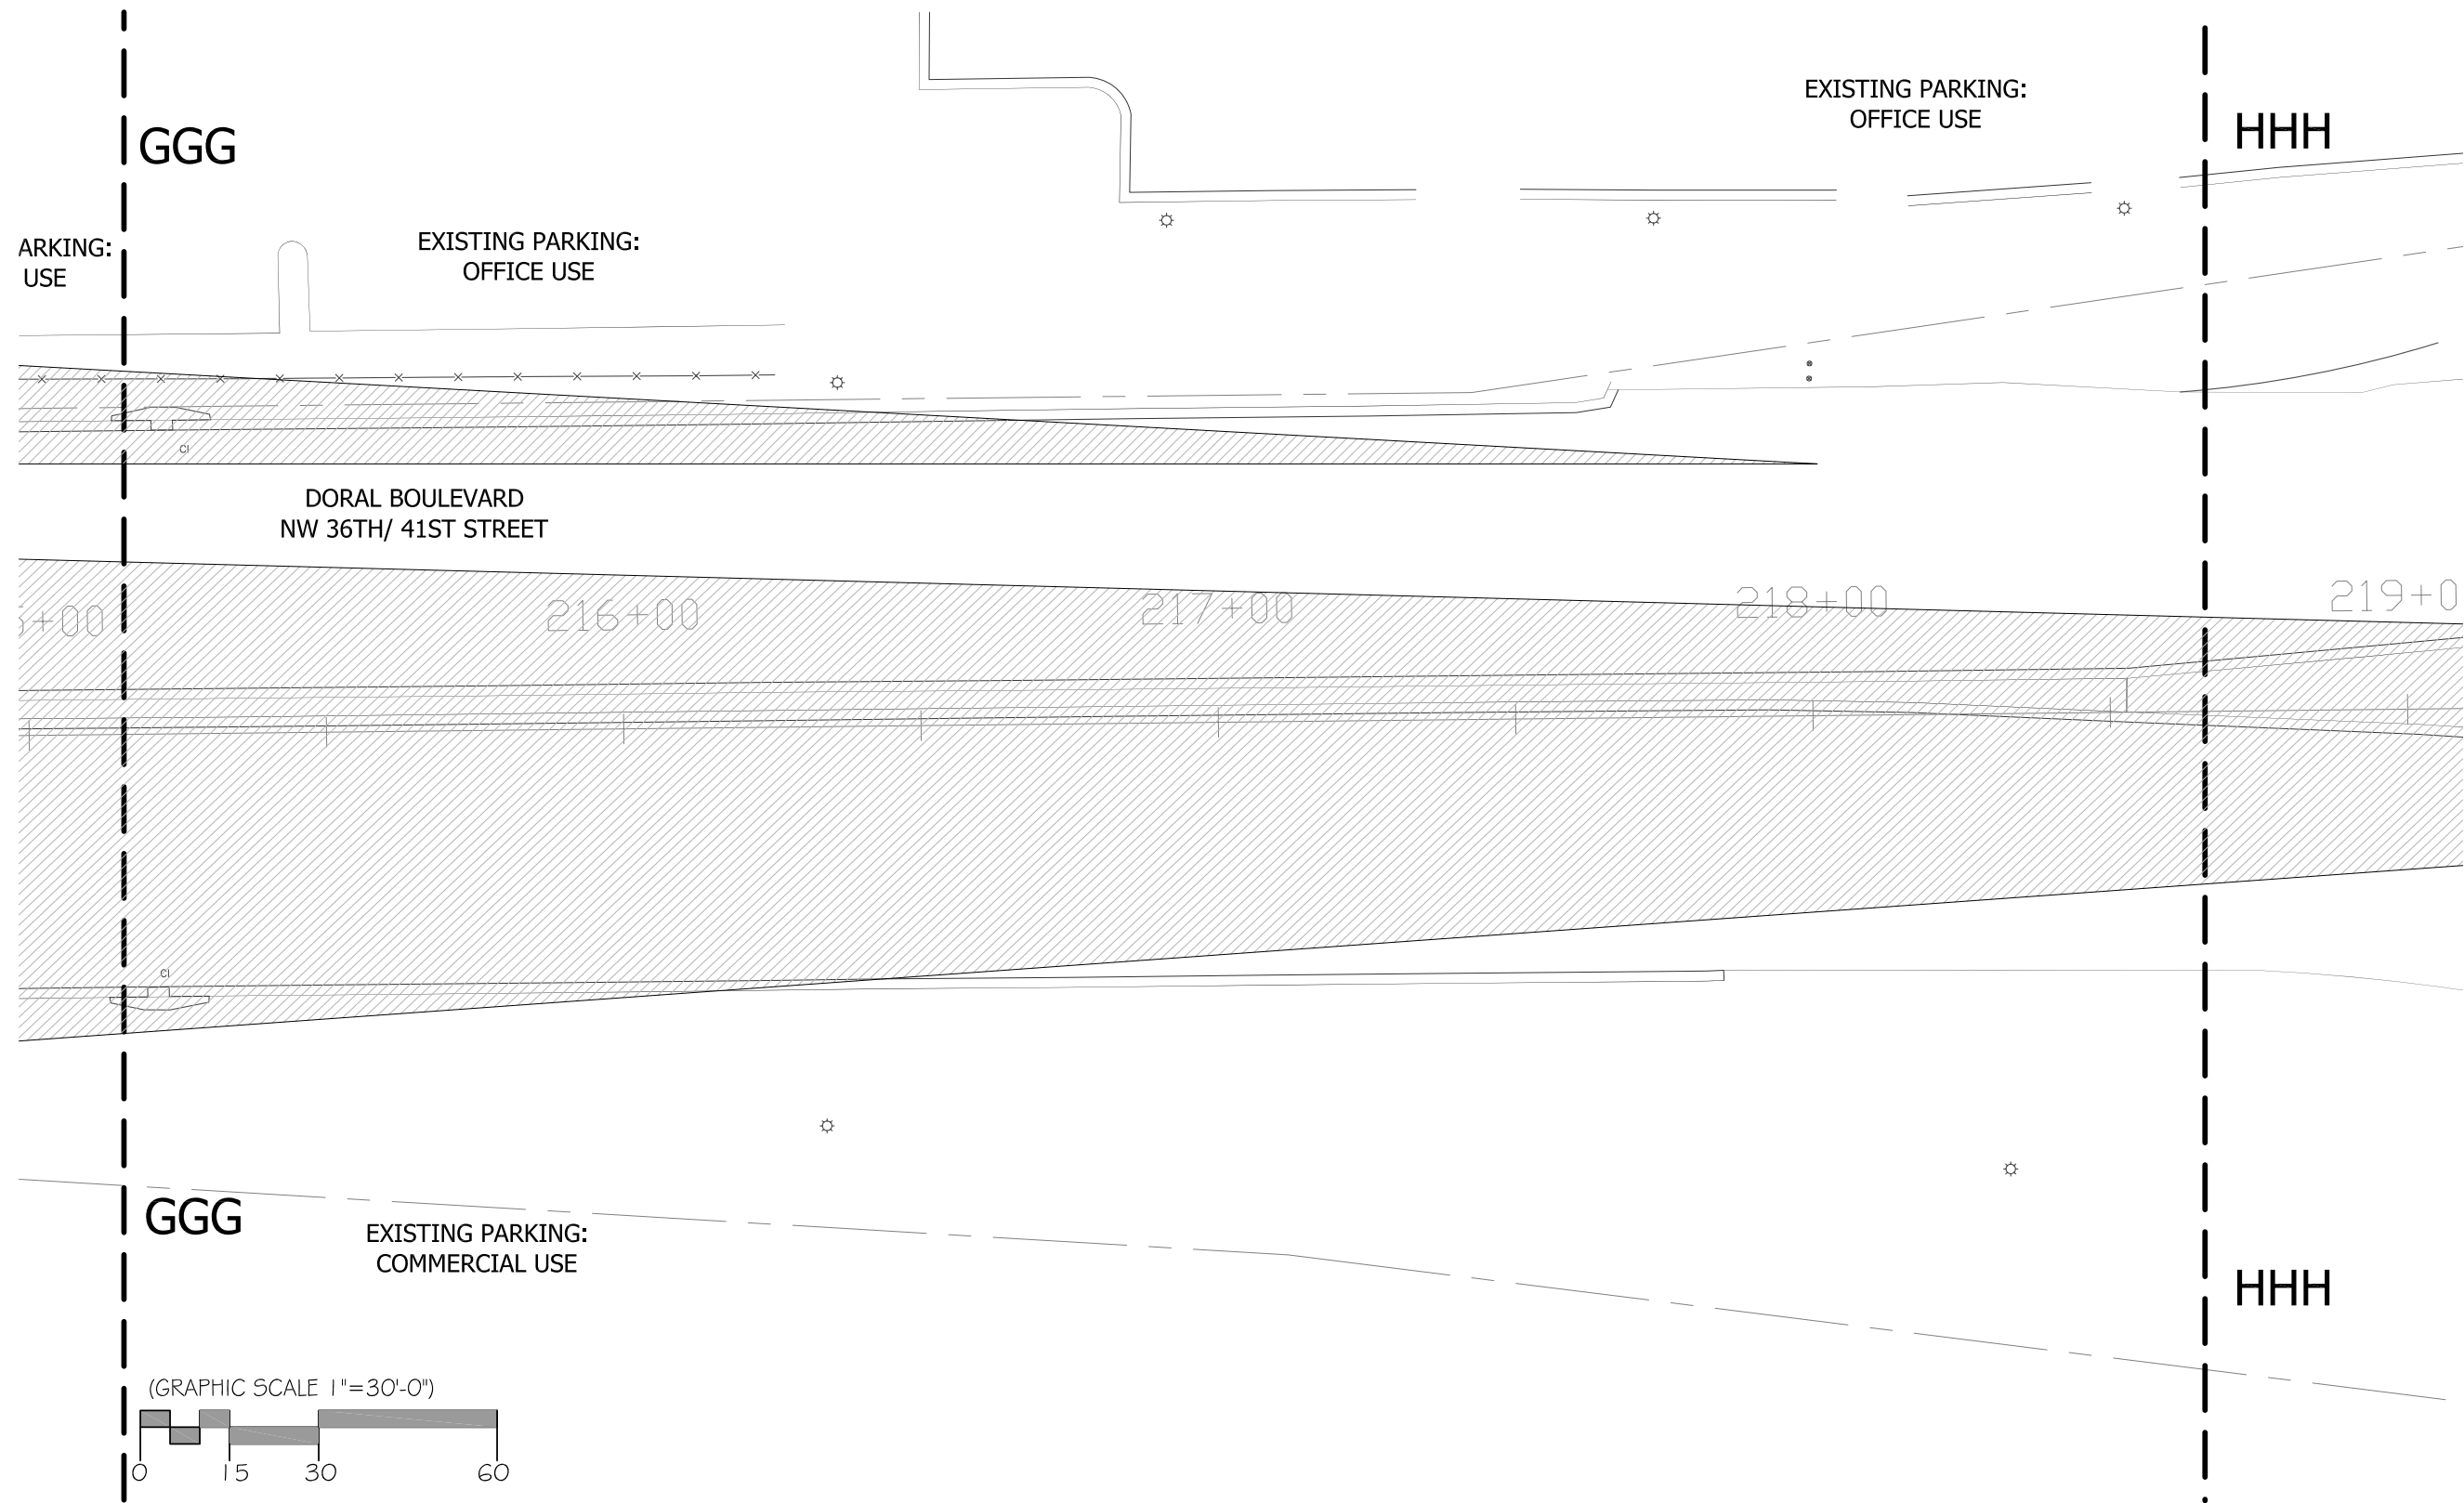 EXISTING PARKING:
OFFICE USE
GGG
HHH
ARKING:
USE
EXISTING PARKING:
OFFICE USE
CI
DORAL BOULEVARD
NW 36TH/ 41ST STREET
+00
216+00
217+00
218+00
219+0
CI
GGG
EXISTING PARKING:
COMMERCIAL USE
HHH
(GRAPHIC SCALE 1"=30'-0")
0 15 30 60